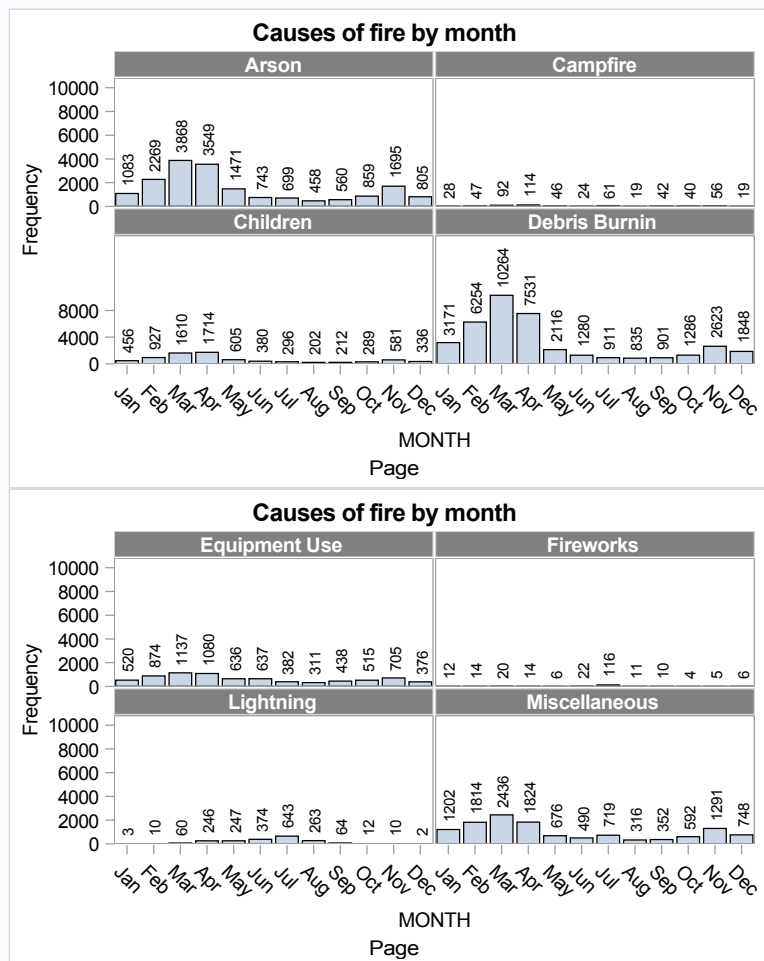 Causes of fire by month
Arson Campfire
10000
8000
6000
4000
2000
0
Frequency
1083 2269 3868 3549 1471 743 699 458 560 859 1695 805
28 47 92 114 46 24 61 19 42 40 56 19
Children Debris Burnin
8000
4000
0
456 927 1610 1714 605 380 296 202 212 289 581 336
3171 6254 10264 7531 2116 1280 911 835 901 1286 2623 1848
Jan Feb Mar Apr May Jun Jul Aug Sep Oct Nov Dec Jan Feb Mar Apr May Jun Jul Aug Sep Oct Nov Dec
MONTH
Page
Causes of fire by month
Equipment Use Fireworks
10000
8000
6000
4000
2000
0
Frequency
520 874 1137 1080 636 637 382 311 438 515 705 376
12 14 20 14 6 22 116 11 10 4 5 6
Lightning Miscellaneous
10000
8000
6000
4000
2000
0
3 10 60 246 247 374 643 263 64 12 10 2
1202 1814 2436 1824 676 490 719 316 352 592 1291 748
Jan Feb Mar Apr May Jun Jul Aug Sep Oct Nov Dec Jan Feb Mar Apr May Jun Jul Aug Sep Oct Nov Dec
MONTH
Page